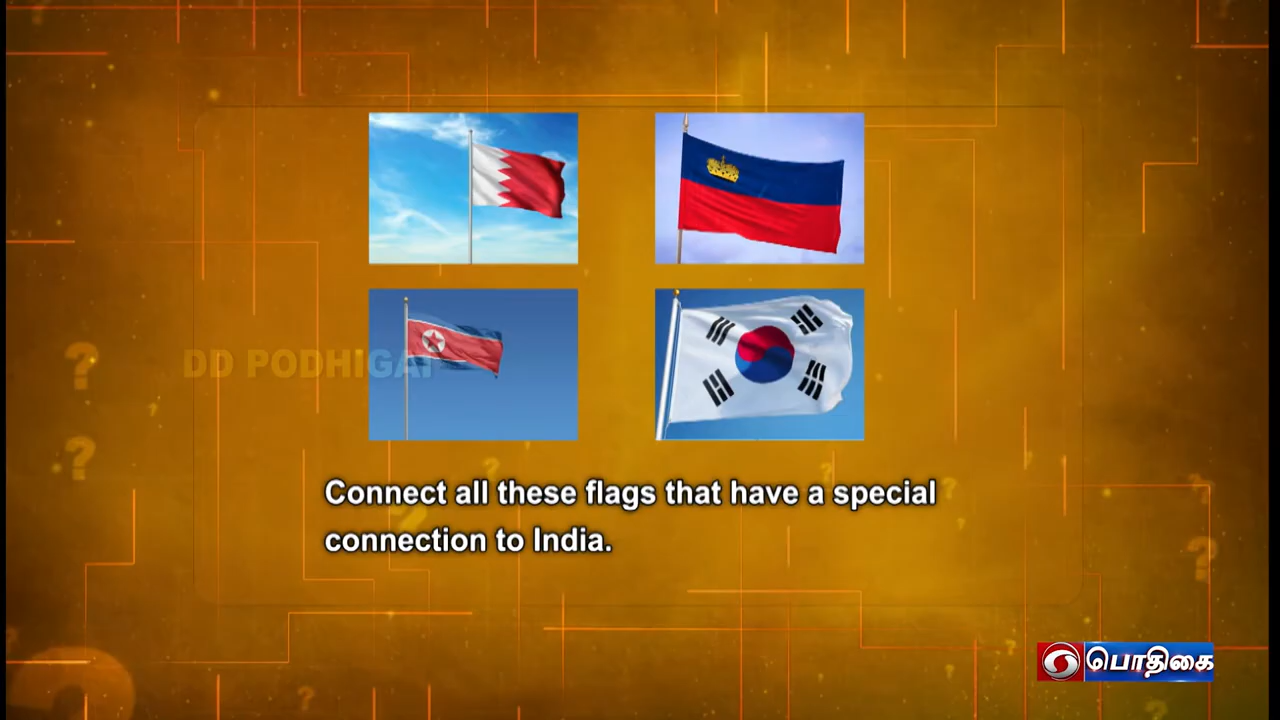 DD PODHIGAI
Connect all these flags that have a special
connection to India.
பொதிகை